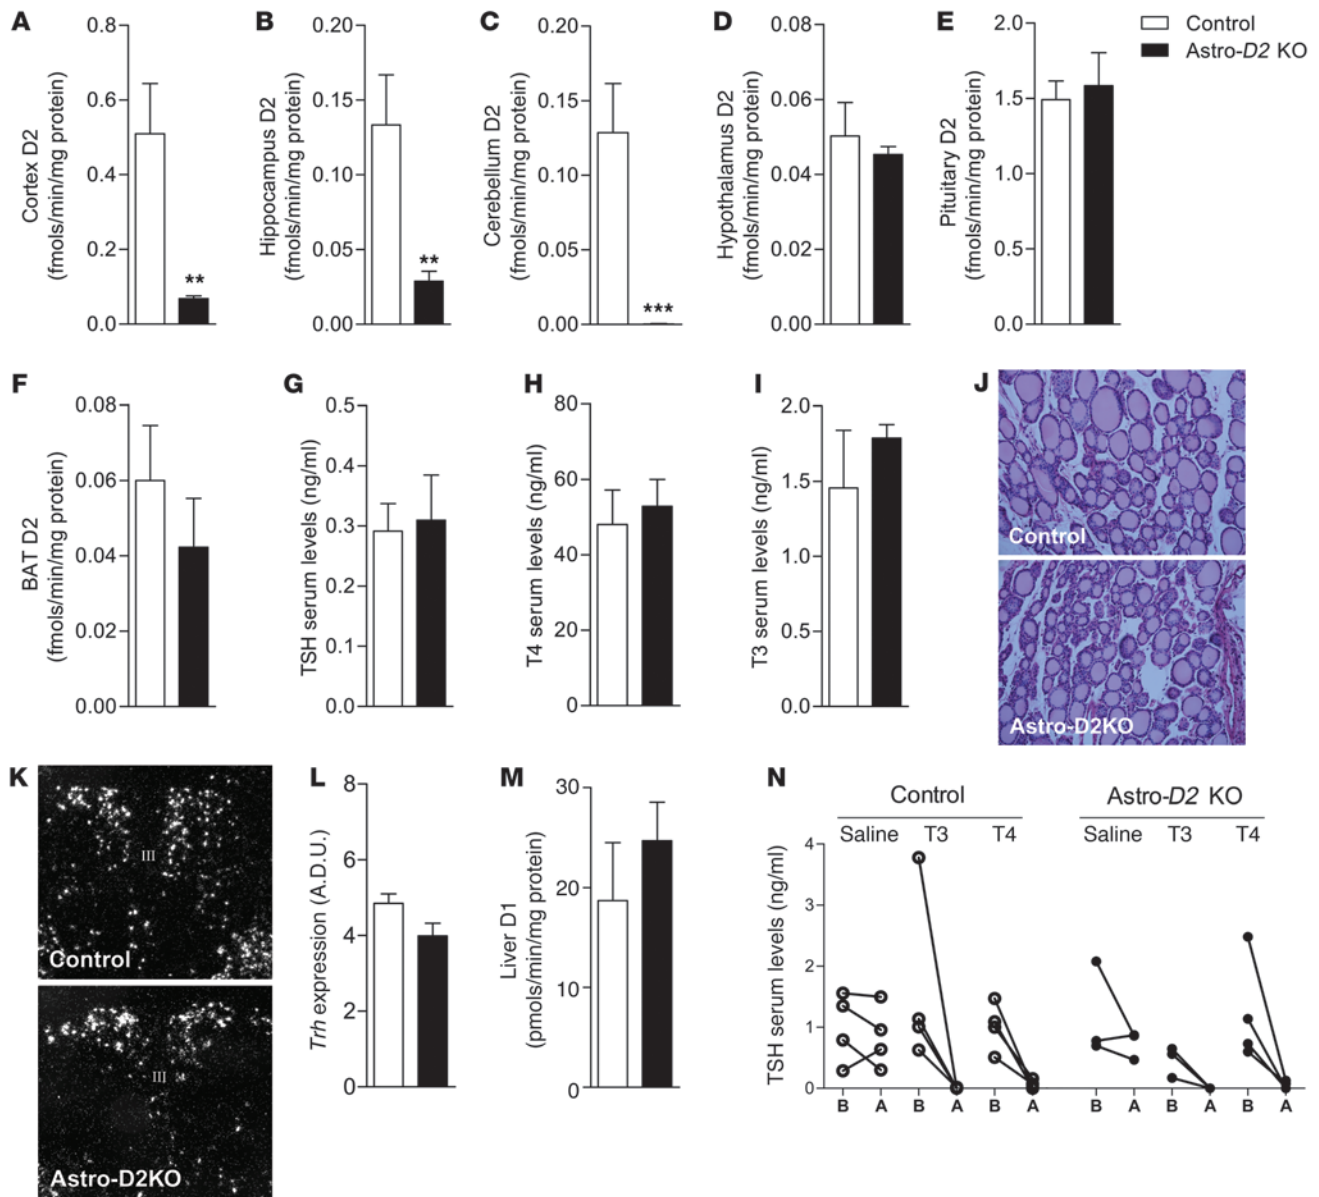 A
Cortex D2
(fmols/min/mg protein)
0.8
0.6
0.4
0.2
0.0
**
B
Hippocampus D2
(fmols/min/mg protein)
0.20
0.15
0.10
0.05
0.00
**
C
Cerebellum D2
(fmols/min/mg protein)
0.20
0.15
0.10
0.05
0.00
***
D
Hypothalamus D2
(fmols/min/mg protein)
0.08
0.06
0.04
0.02
0.00
E
Pituitary D2
(fmols/min/mg protein)
2.0
1.5
1.0
0.5
0.0
Control
Astro-D2 KO
F
BAT D2
(fmols/min/mg protein)
0.08
0.06
0.04
0.02
0.00
G
TSH serum levels (ng/ml)
0.5
0.4
0.3
0.2
0.1
0.0
H
T4 serum levels (ng/ml)
80
60
40
20
0
I
T3 serum levels (ng/ml)
2.0
1.5
1.0
0.5
0.0
J
Control
Astro-D2KO
K
III
Control
III
Astro-D2KO
L
Trh expression (A.D.U.)
8
6
4
2
0
M
Liver D1
(pmols/min/mg protein)
30
20
10
0
N
Control
Astro-D2 KO
Saline T3 T4 Saline T3 T4
TSH serum levels (ng/ml)
4
3
2
1
0
B A B A B A B A B A B A